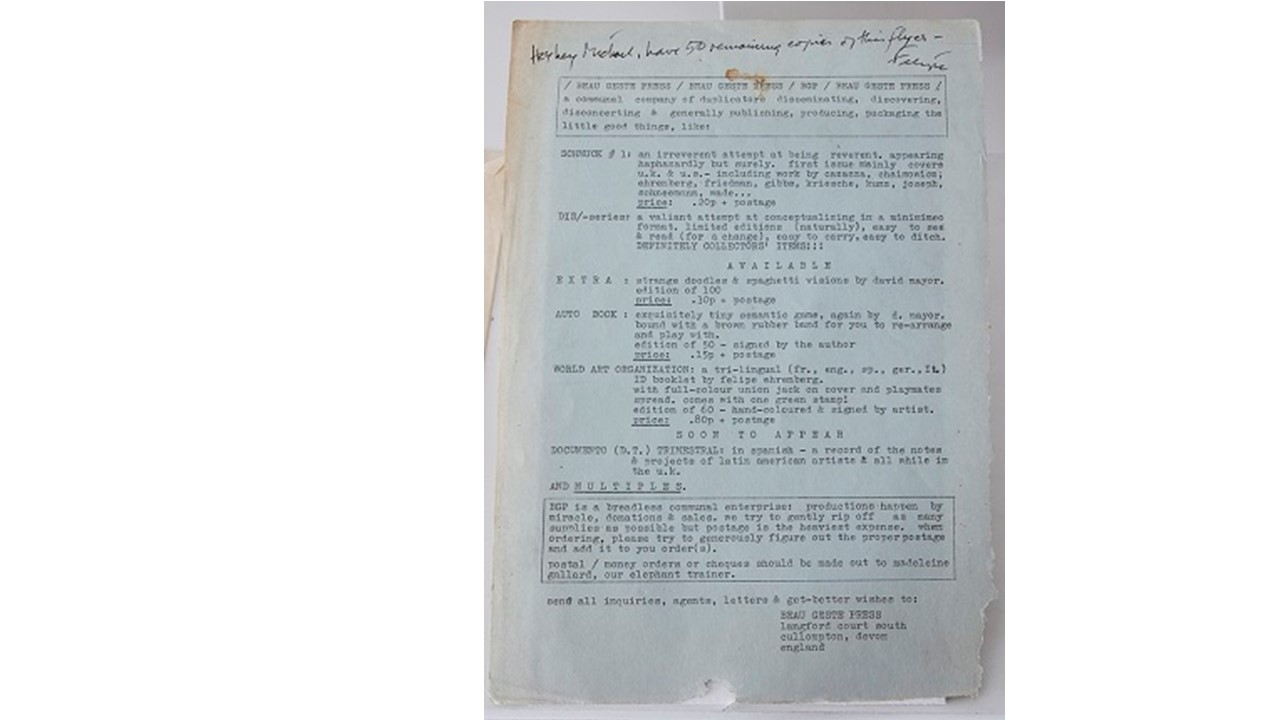 Hey hey Michael, have 50 remaining copies of this flyer –
Felipe
/ BEAU GESTE PRESS / BEAU GESTE PRESS / BGP / BEAU GESTE PRESS /
a communal company of duplicators disseminating, discovering,
disconcerting & generally publishing, producing, packaging the
little good things, like:
SCHMUCK # 1: an irreverent attempt at being reverent. appearing
haphazardly but surely. first issue mainly covers
u.k. & u.s.- including work by cazazza, chaimowicz;
ehrenberg, friedman, gibbs, kriesche, kunz, joseph,
schneemann, wade...
price: .20p + postage
DIS/-series: a valiant attempt at conceptualizing in a minimized
format. limited editions (naturally), easy to see
& read (for a change), easy to carry, easy to ditch.
DEFINITELY COLLECTORS' ITEMS!!!
A V A I L A B L E
E X T R A : strange doodles & spaghetti visions by david mayor.
edition of 100
price: .30p + postage
AUTO BOOK : exquisitely tiny semantic game, again by d. mayor.
bound with a brown rubber band for you to re-arrange
and play with.
edition of 50 - signed by the author
price: .15p + postage
WORLD ART ORGANIZATION: a tri-lingual (fr., eng., sp., ger., It.)
ID booklet by felipe ehrenberg.
with full-colour union jack on cover and playmates
spread. comes with one green stamp!
edition of 60 - hand-coloured & signed by artist.
price: .80p + postage
S O O N T O A P P E A R
DOCUMENTO (D.T.) TRIMESTRAL: in spanish - a record of the notes
& projects of latin american artists & all while in
the u.k.
AND M U L T I P L E S.
BGP is a breadless communal enterprise: productions happen by
miracle, donations & sales. we try to gently rip off as many
supplies as possible but postage is the heaviest expense. when
ordering, please try to generously figure out the proper postage
and add it to you order(s).
postal / money orders or cheques should be made out to madeleine
gallard, our elephant trainer.
send all inquiries, agents, letters & get-better wishes to:
BEAU GESTE PRESS
langford court south
cullompton, devon
england